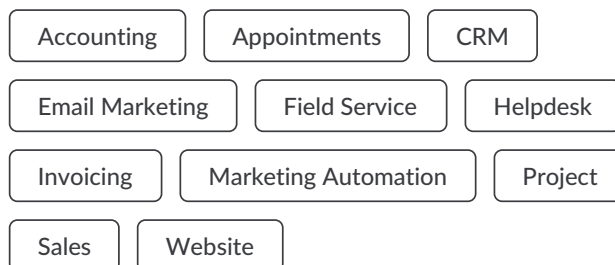 Accounting Appointments CRM
Email Marketing Field Service Helpdesk
Invoicing Marketing Automation Project
Sales Website